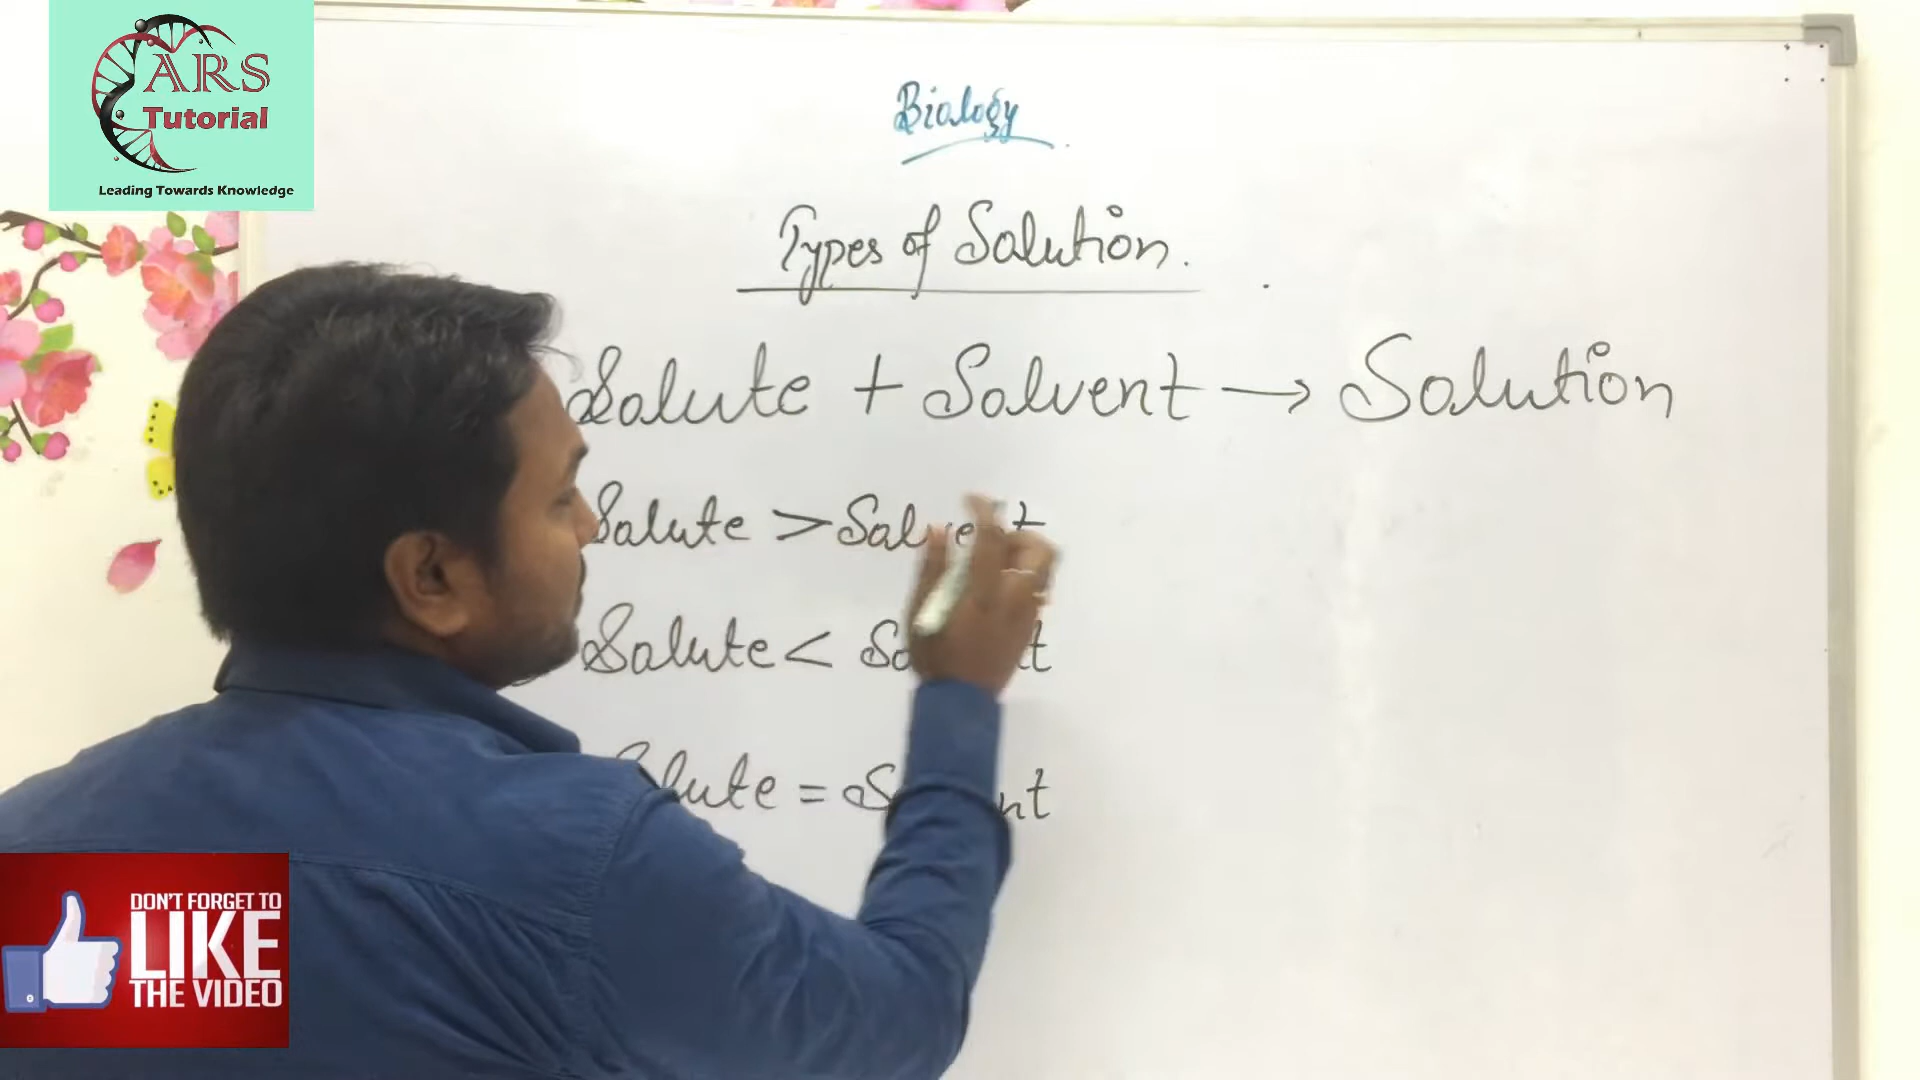 ARS
Tutorial
Leading Towards Knowledge
Biology
Types of Solution.
Solute + Solvent → Solution
Solute > Solvent
Solute < Solvent
Solute = Solvent
DON'T FORGET TO
LIKE
THE VIDEO